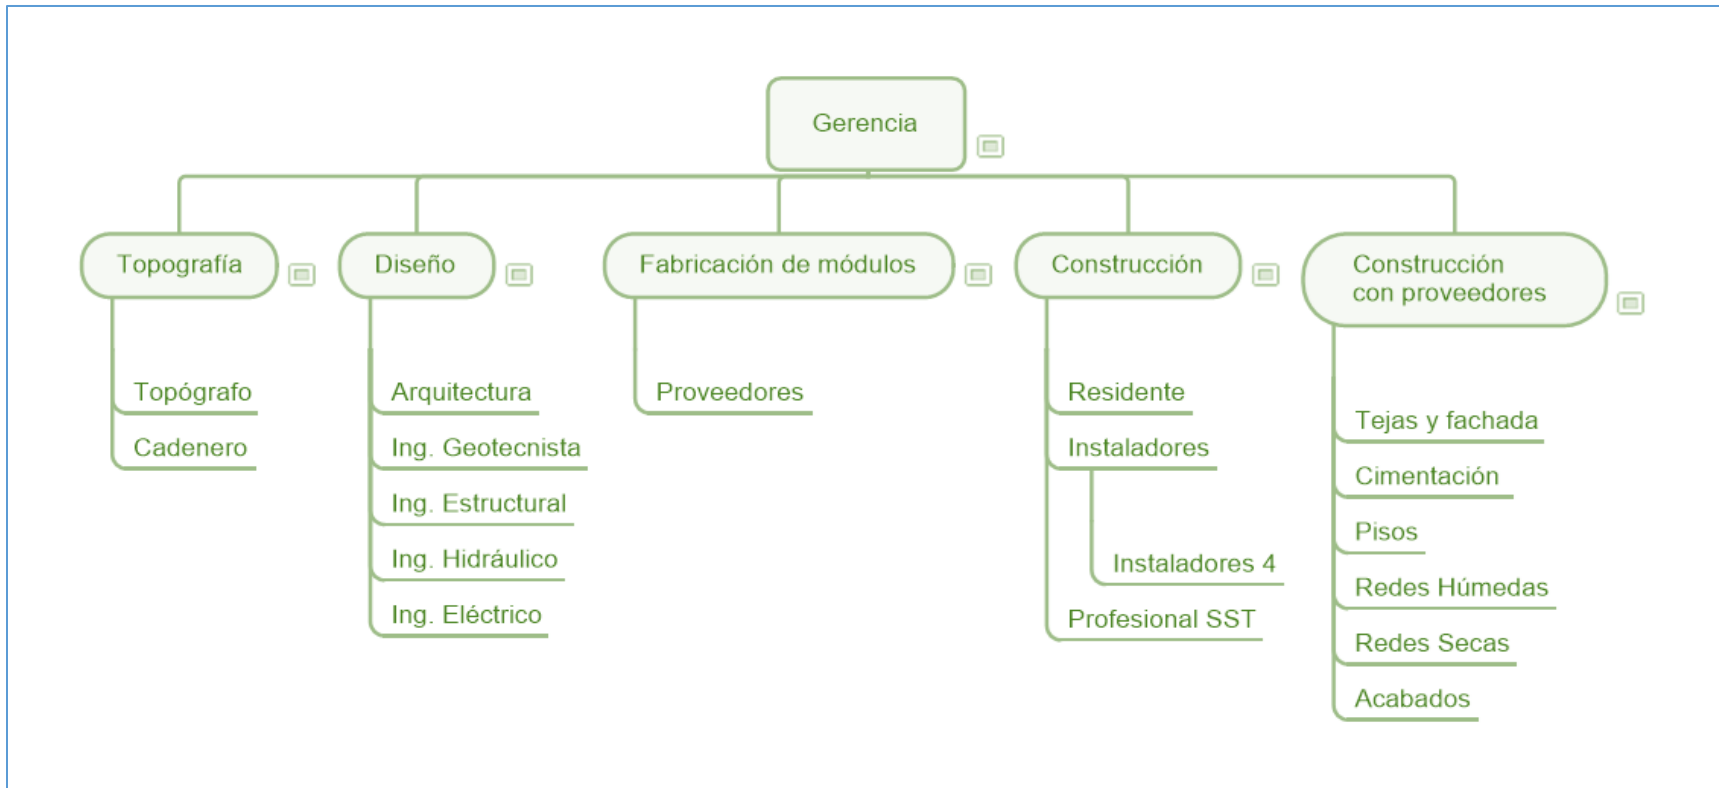 Gerencia
Topografía
Topógrafo
Cadenero
Diseño
Arquitectura
Ing. Geotecnista
Ing. Estructural
Ing. Hidráulico
Ing. Eléctrico
Fabricación de módulos
Proveedores
Construcción
Residente
Instaladores
Instaladores 4
Profesional SST
Construcción
con proveedores
Tejas y fachada
Cimentación
Pisos
Redes Húmedas
Redes Secas
Acabados